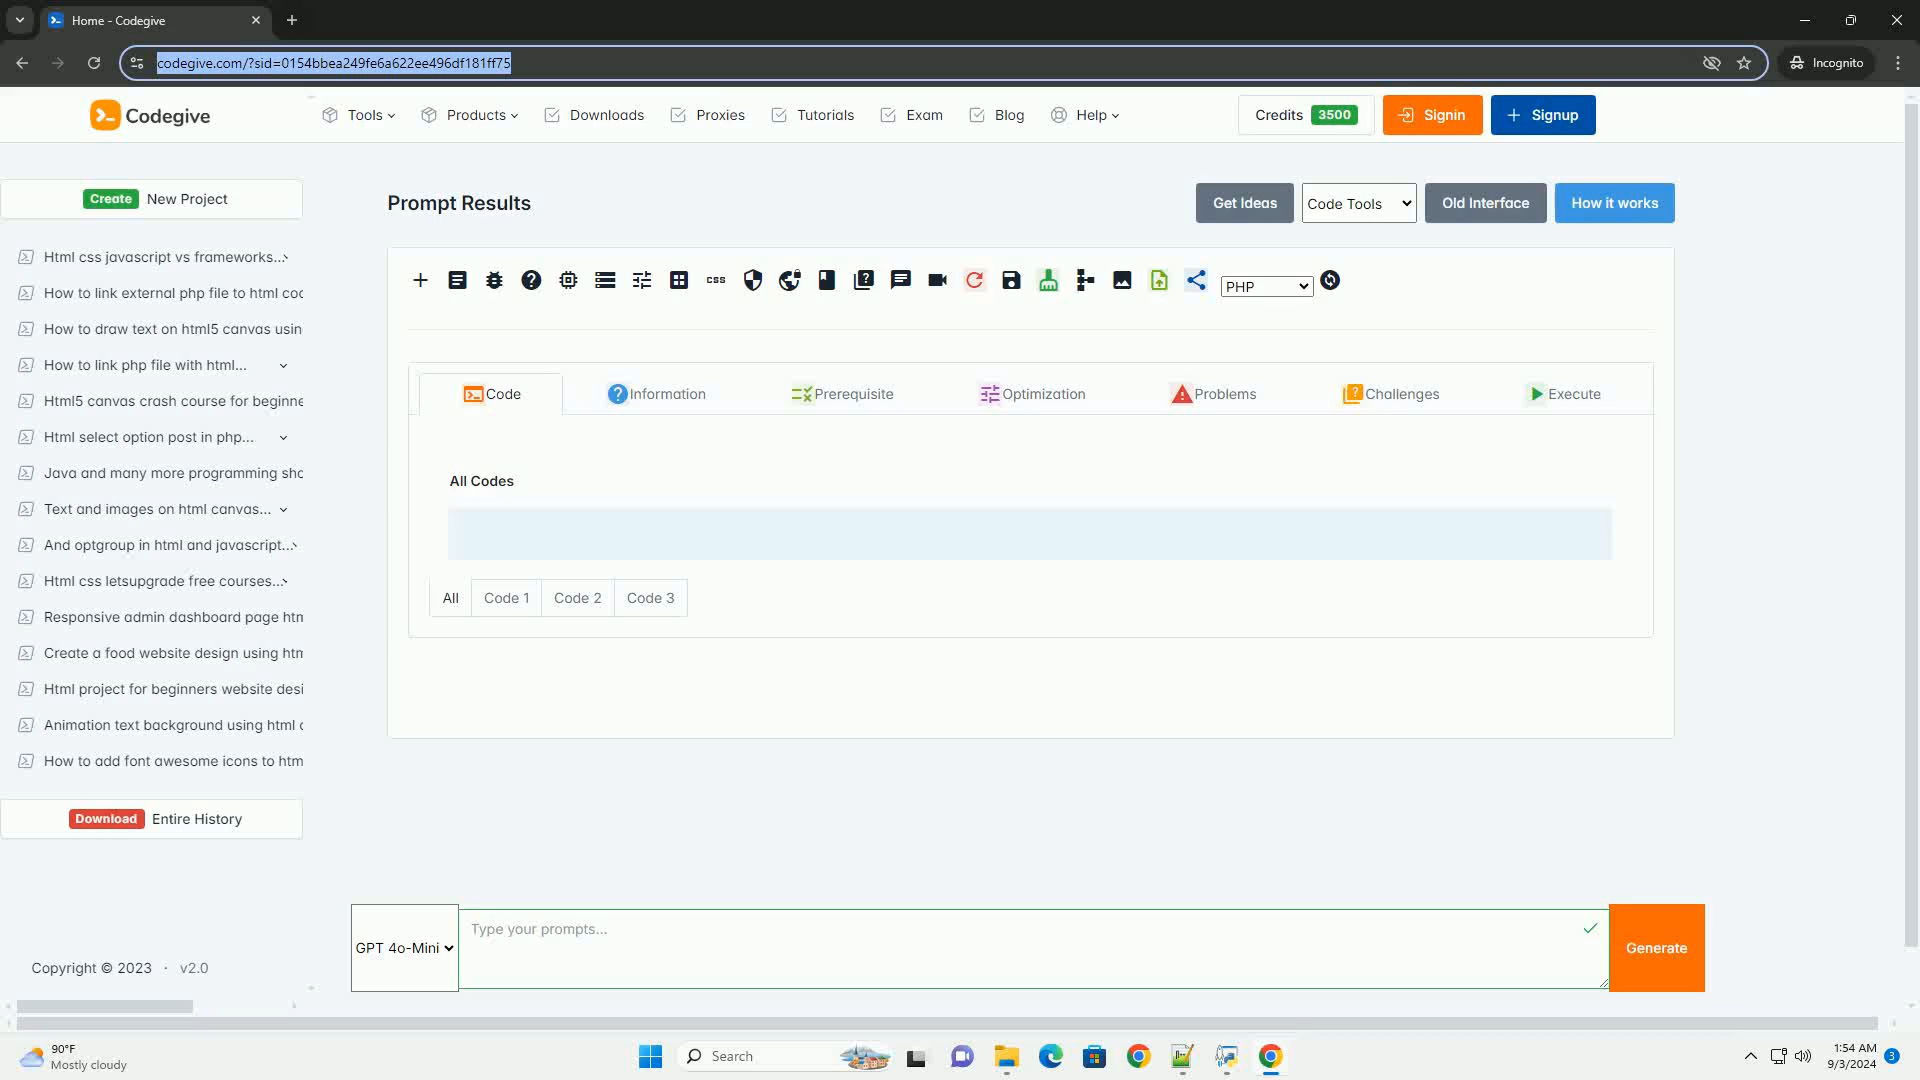 Home - Codegive
codegive.com/?sid=0154bbea249fe6a622ee496df181ff75
Incognito
Codegive
Tools
Products
Downloads
Proxies
Tutorials
Exam
Blog
Help
Credits 3500
Signin
Signup
Create New Project
Html css javascript vs frameworks...
How to link external php file to html coc
How to draw text on html5 canvas usin
How to link php file with html...
Html5 canvas crash course for beginne
Html select option post in php...
Java and many more programming sho
Text and images on html canvas...
And optgroup in html and javascript...
Html css letsupgrade free courses...
Responsive admin dashboard page htm
Create a food website design using htm
Html project for beginners website desi
Animation text background using html c
How to add font awesome icons to htm
Download Entire History
Copyright © 2023 · v2.0
Prompt Results
Get Ideas
Code Tools
Old Interface
How it works
css
PHP
Code
Information
Prerequisite
Optimization
Problems
Challenges
Execute
All Codes
All
Code 1
Code 2
Code 3
GPT 4o-Mini
Type your prompts...
Generate
90°F
Mostly cloudy
Search
1:54 AM
9/3/2024
3